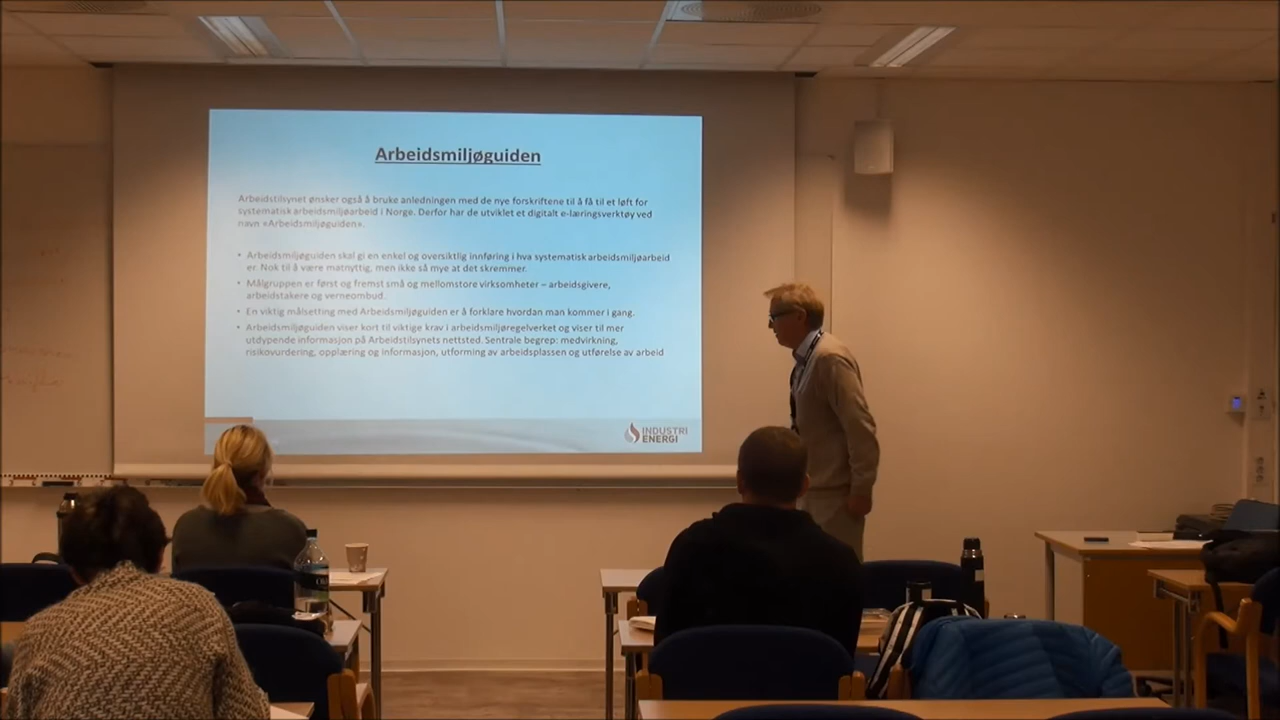 Arbeidsmiljøguiden
Arbeidstilsynet ønsker også å bruke anledningen med de nye forskriftene til å få til et løft for
systematisk arbeidsmiljøarbeid i Norge. Derfor har de utviklet et digitalt e-læringsverktøy ved
navn «Arbeidsmiljøguiden».
• Arbeidsmiljøguiden skal gi en enkel og oversiktlig innføring i hva systematisk arbeidsmiljøarbeid
er. Nok til å være matnyttig, men ikke så mye at det skremmer.
• Målgruppen er først og fremst små og mellomstore virksomheter – arbeidsgivere,
arbeidstakere og verneombud.
• En viktig målsetting med Arbeidsmiljøguiden er å forklare hvordan man kommer i gang.
• Arbeidsmiljøguiden viser kort til viktige krav i arbeidsmiljøregelverket og viser til mer
utdypende informasjon på Arbeidstilsynets nettsted. Sentrale begrep: medvirkning,
risikovurdering, opplæring og informasjon, utforming av arbeidsplassen og utførelse av arbeid
INDUSTRI
ENERGI